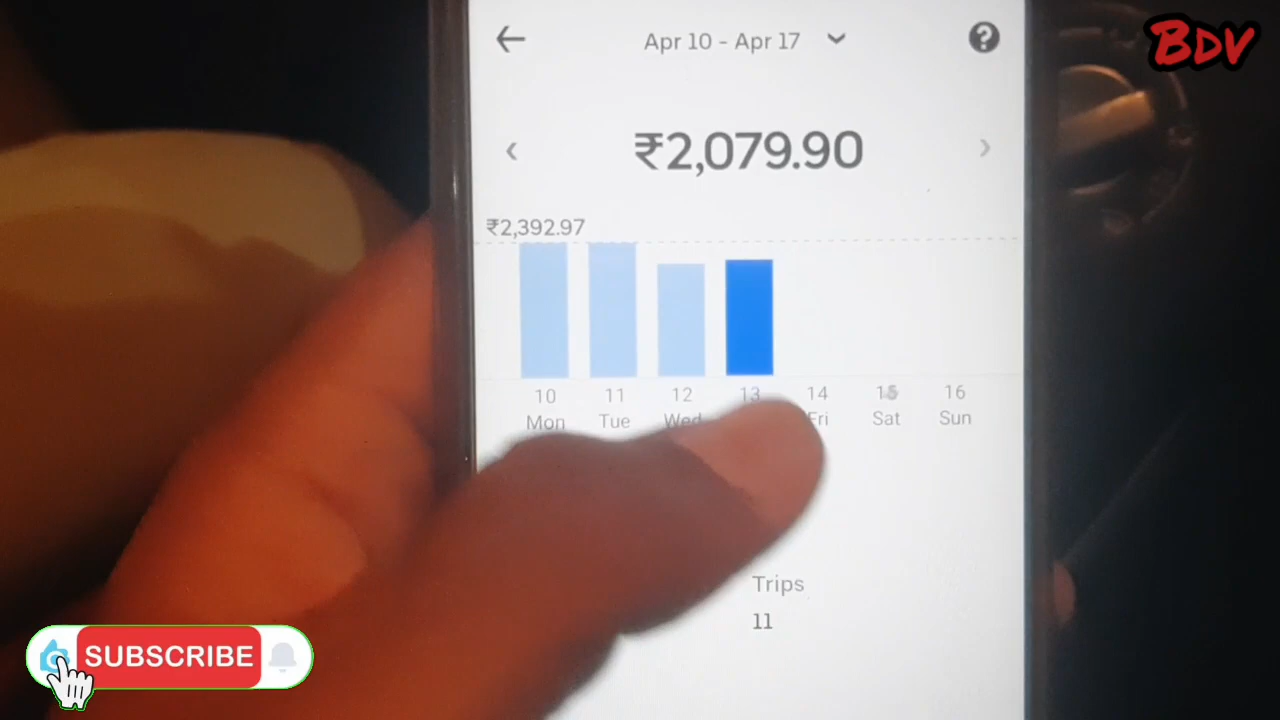 BDV
Apr 10 - Apr 17
₹2,079.90
₹2,392.97
10 11 12 13 14 15 16
Mon Tue Wed Fri Sat Sun
Trips
11
SUBSCRIBE